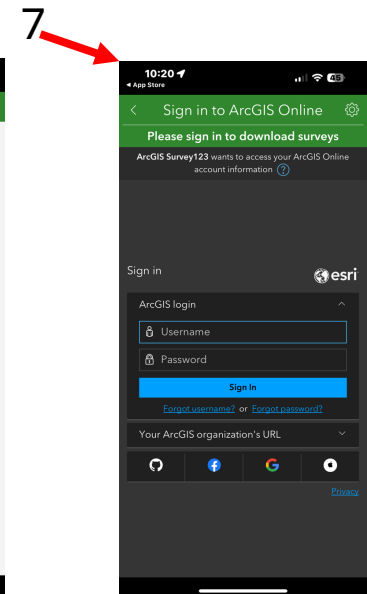 7
10:20
45
App Store
Sign in to ArcGIS Online
Please sign in to download surveys
ArcGIS Survey123 wants to access your ArcGIS Online
account information ?
Sign in
esri
ArcGIS login
Username
Password
Sign In
Forgot username? or Forgot password?
Your ArcGIS organization's URL
Privacy